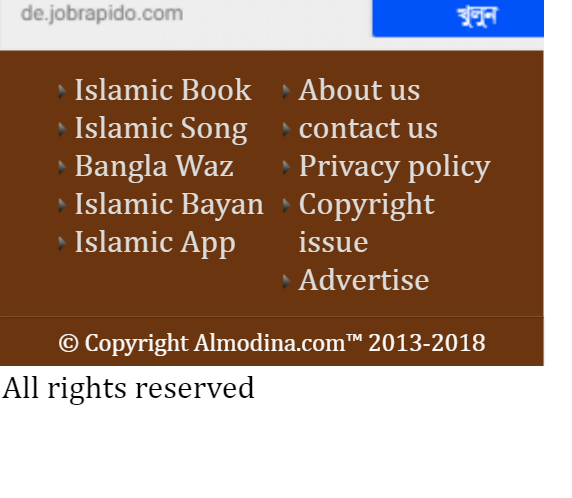 de.jobrapido.com
খুলুন
Islamic Book
Islamic Song
Bangla Waz
Islamic Bayan
Islamic App
About us
contact us
Privacy policy
Copyright
issue
Advertise
© Copyright Almodina.com™ 2013-2018
All rights reserved